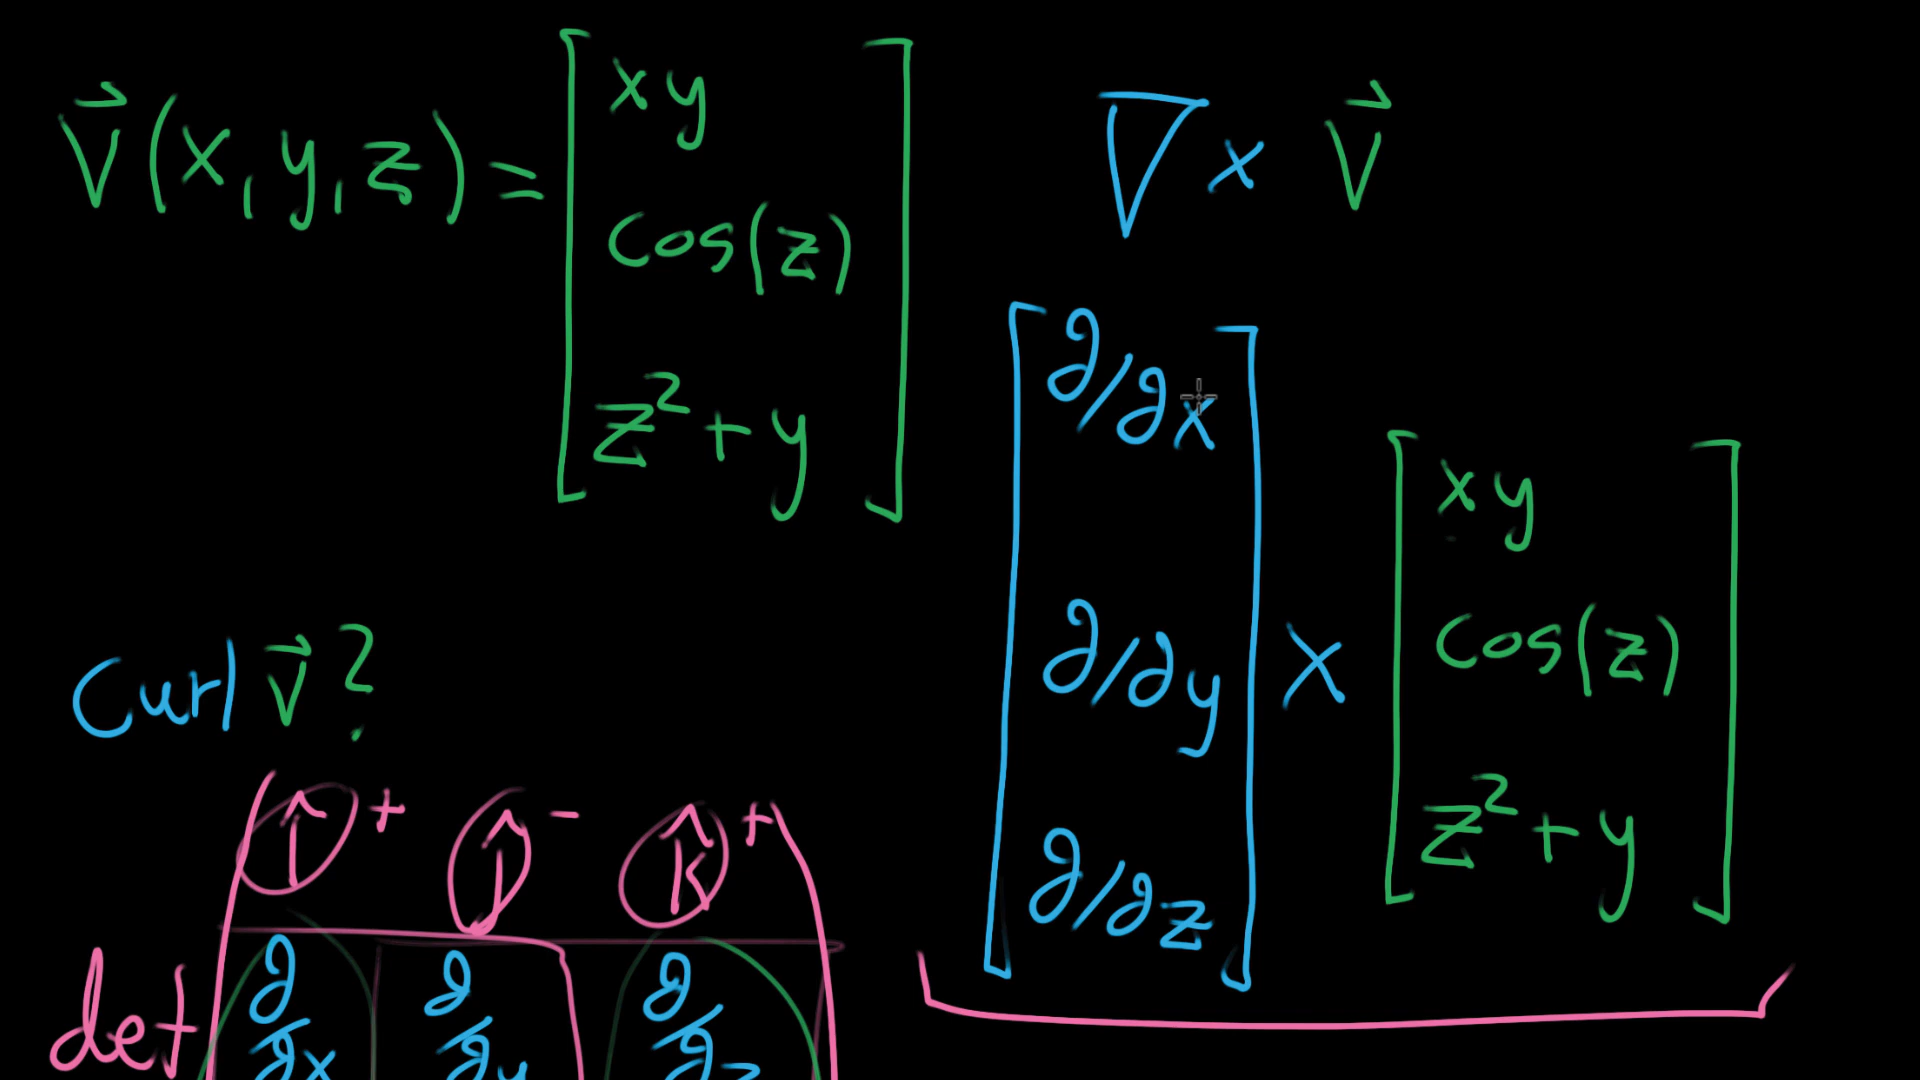 v⃗(x,y,z) = [xy
cos(z)
z²+y]
∇ x v⃗
[∂/∂x
∂/∂y
∂/∂z]
x
[xy
cos(z)
z²+y]
Curl v⃗?
î + ĵ - k̂ +
det
∂/∂x ∂/∂y ∂/∂z